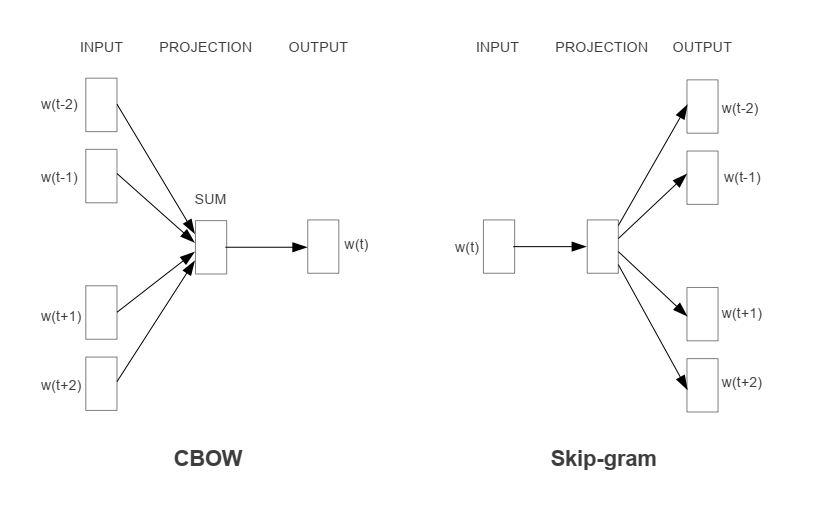 INPUT PROJECTION OUTPUT
w(t-2)
w(t-1)
SUM
w(t)
w(t+1)
w(t+2)
CBOW
INPUT PROJECTION OUTPUT
w(t-2)
w(t-1)
w(t)
w(t+1)
w(t+2)
Skip-gram